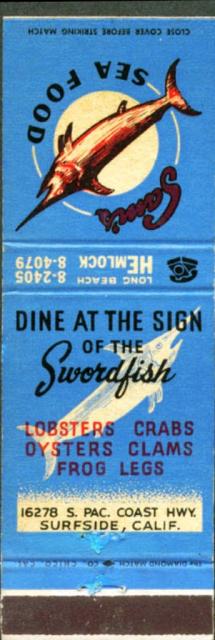 CLOSE COVER BEFORE STRIKING MATCH
SEA FOOD
Sam's
LONG BEACH
HEMLOCK
8-2405
8-4079
DINE AT THE SIGN
OF THE
Swordfish
LOBSTERS CRABS
OYSTERS CLAMS
FROG LEGS
16278 S. PAC. COAST HWY.
SURFSIDE, CALIF.
THE DIAMOND MATCH CO. CHICO CAL.